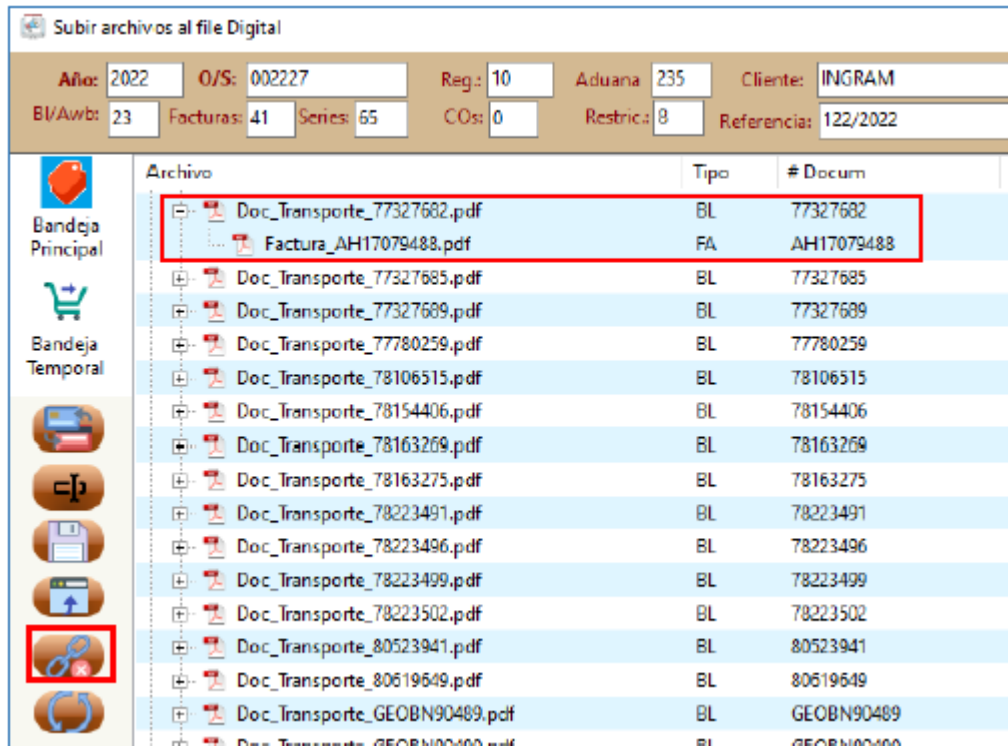 Subir archivos al file Digital
Año: 2022 O/S: 002227 Reg.: 10 Aduana 235 Cliente: INGRAM
Bl/Awb: 23 Facturas: 41 Series: 65 COs: 0 Restric.: 8 Referencia: 122/2022
Archivo Tipo # Docum
Bandeja Principal
Bandeja Temporal
Doc_Transporte_77327682.pdf BL 77327682
Factura_AH17079488.pdf FA AH17079488
Doc_Transporte_77327685.pdf BL 77327685
Doc_Transporte_77327689.pdf BL 77327689
Doc_Transporte_77780259.pdf BL 77780259
Doc_Transporte_78106515.pdf BL 78106515
Doc_Transporte_78154406.pdf BL 78154406
Doc_Transporte_78163269.pdf BL 78163269
Doc_Transporte_78163275.pdf BL 78163275
Doc_Transporte_78223491.pdf BL 78223491
Doc_Transporte_78223496.pdf BL 78223496
Doc_Transporte_78223499.pdf BL 78223499
Doc_Transporte_78223502.pdf BL 78223502
Doc_Transporte_80523941.pdf BL 80523941
Doc_Transporte_80619649.pdf BL 80619649
Doc_Transporte_GEOBN90489.pdf BL GEOBN90489